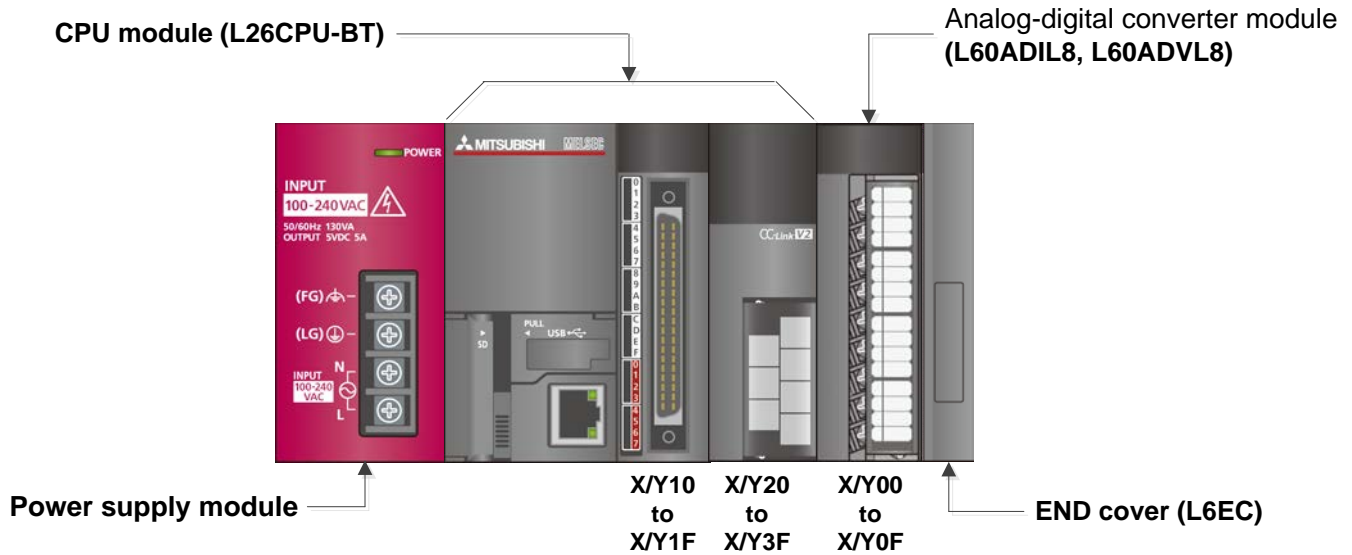 CPU module (L26CPU-BT)
Analog-digital converter module
(L60ADIL8, L60ADVL8)
POWER
INPUT
100-240VAC
50/60Hz 130VA
OUTPUT 5VDC 5A
(FG)
(LG)
N
INPUT
100-240
VAC
L
MITSUBISHI
MELSEC
SD
PULL
USB
0
1
2
3
4
5
6
7
8
9
A
B
C
D
E
F
0
1
2
3
4
5
6
7
CC-Link V2
Power supply module
X/Y10
to
X/Y1F
X/Y20
to
X/Y3F
X/Y00
to
X/Y0F
END cover (L6EC)